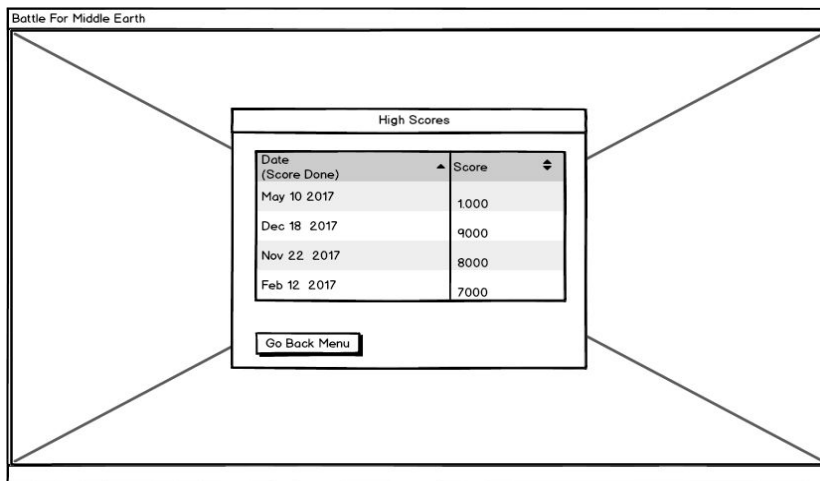 Battle For Middle Earth
High Scores
Date
(Score Done)
Score
May 10 2017
1.000
Dec 18 2017
9000
Nov 22 2017
8000
Feb 12 2017
7000
Go Back Menu